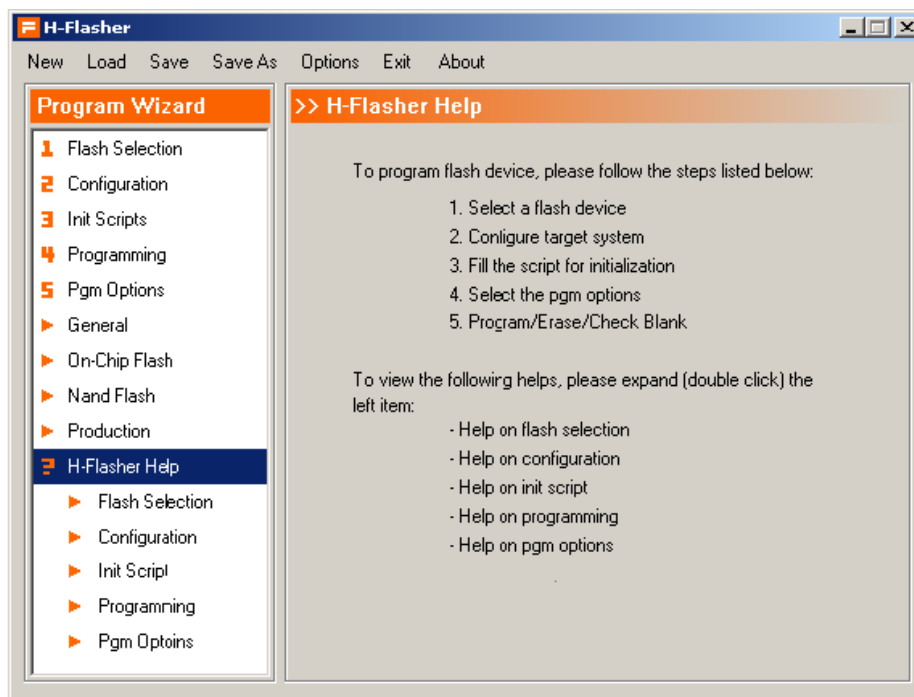 H-Flasher
New Load Save Save As Options Exit About
Program Wizard
1 Flash Selection
2 Configuration
3 Init Scripts
4 Programming
5 Pgm Options
General
On-Chip Flash
Nand Flash
Production
? H-Flasher Help
Flash Selection
Configuration
Init Script
Programming
Pgm Optoins
>> H-Flasher Help
To program flash device, please follow the steps listed below:
1. Select a flash device
2. Configure target system
3. Fill the script for initialization
4. Select the pgm options
5. Program/Erase/Check Blank
To view the following helps, please expand (double click) the
left item:
- Help on flash selection
- Help on configuration
- Help on init script
- Help on programming
- Help on pgm options